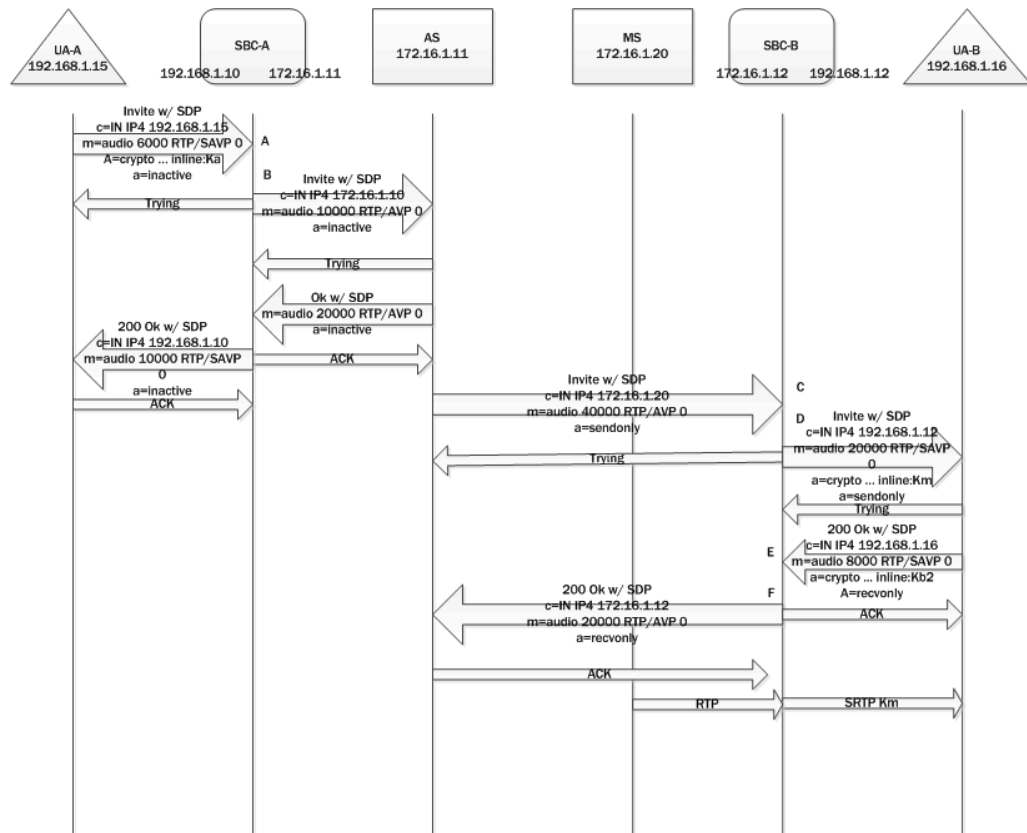 UA-A
192.168.1.15
SBC-A
192.168.1.10 172.16.1.11
AS
172.16.1.11
MS
172.16.1.20
SBC-B
172.16.1.12 192.168.1.12
UA-B
192.168.1.16
Invite w/ SDP
c=IN IP4 192.168.1.15
m=audio 6000 RTP/SAVP 0
A=crypto ... inline:Ka
a=inactive
A
B
Invite w/ SDP
c=IN IP4 172.16.1.10
m=audio 10000 RTP/AVP 0
a=inactive
Trying
Trying
Ok w/ SDP
m=audio 20000 RTP/AVP 0
a=inactive
200 Ok w/ SDP
c=IN IP4 192.168.1.10
m=audio 10000 RTP/SAVP
0
a=inactive
ACK
ACK
Invite w/ SDP
c=IN IP4 172.16.1.20
m=audio 40000 RTP/AVP 0
a=sendonly
C
D
Invite w/ SDP
c=IN IP4 192.168.1.12
m=audio 20000 RTP/SAVP
0
a=crypto ... inline:Km
a=sendonly
Trying
Trying
200 Ok w/ SDP
c=IN IP4 192.168.1.16
m=audio 8000 RTP/SAVP 0
a=crypto ... inline:Kb2
A=recvonly
E
F
200 Ok w/ SDP
c=IN IP4 172.16.1.12
m=audio 20000 RTP/AVP 0
a=recvonly
ACK
ACK
RTP
SRTP Km